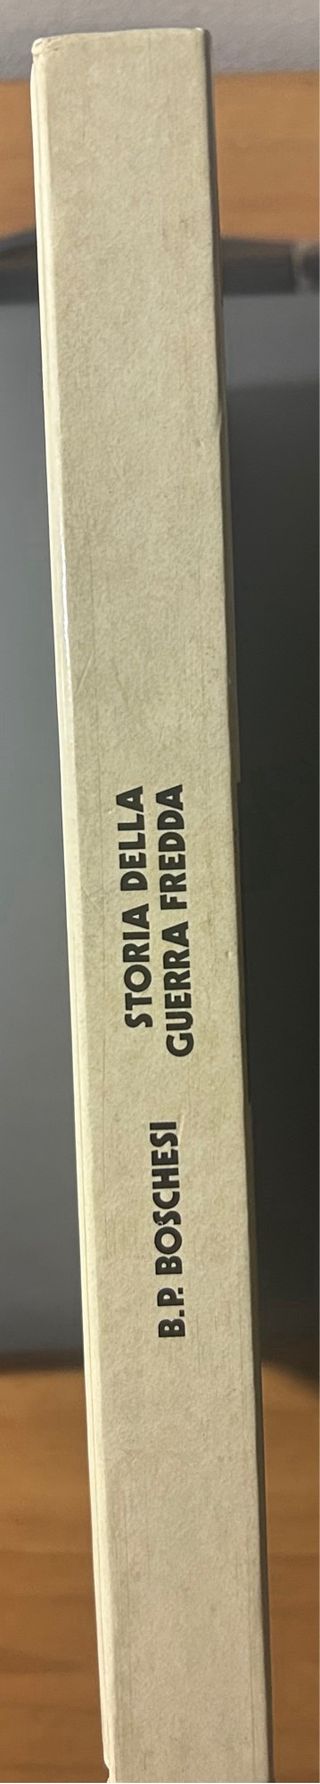 B.P. BOSCHESI
STORIA DELLA
GUERRA FREDDA